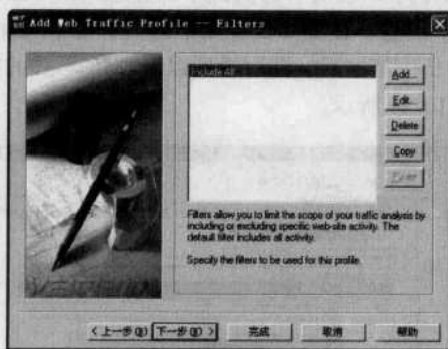 Add Web Traffic Profile -- Filters
Include All
Add...
Edit...
Delete
Copy
Filters allow you to limit the scope of your traffic analysis by
including or excluding specific web-site activity. The
default filter includes all activity.
Specify the filters to be used for this profile.
< 上一步(B)
下一步(N) >
完成
取消
帮助